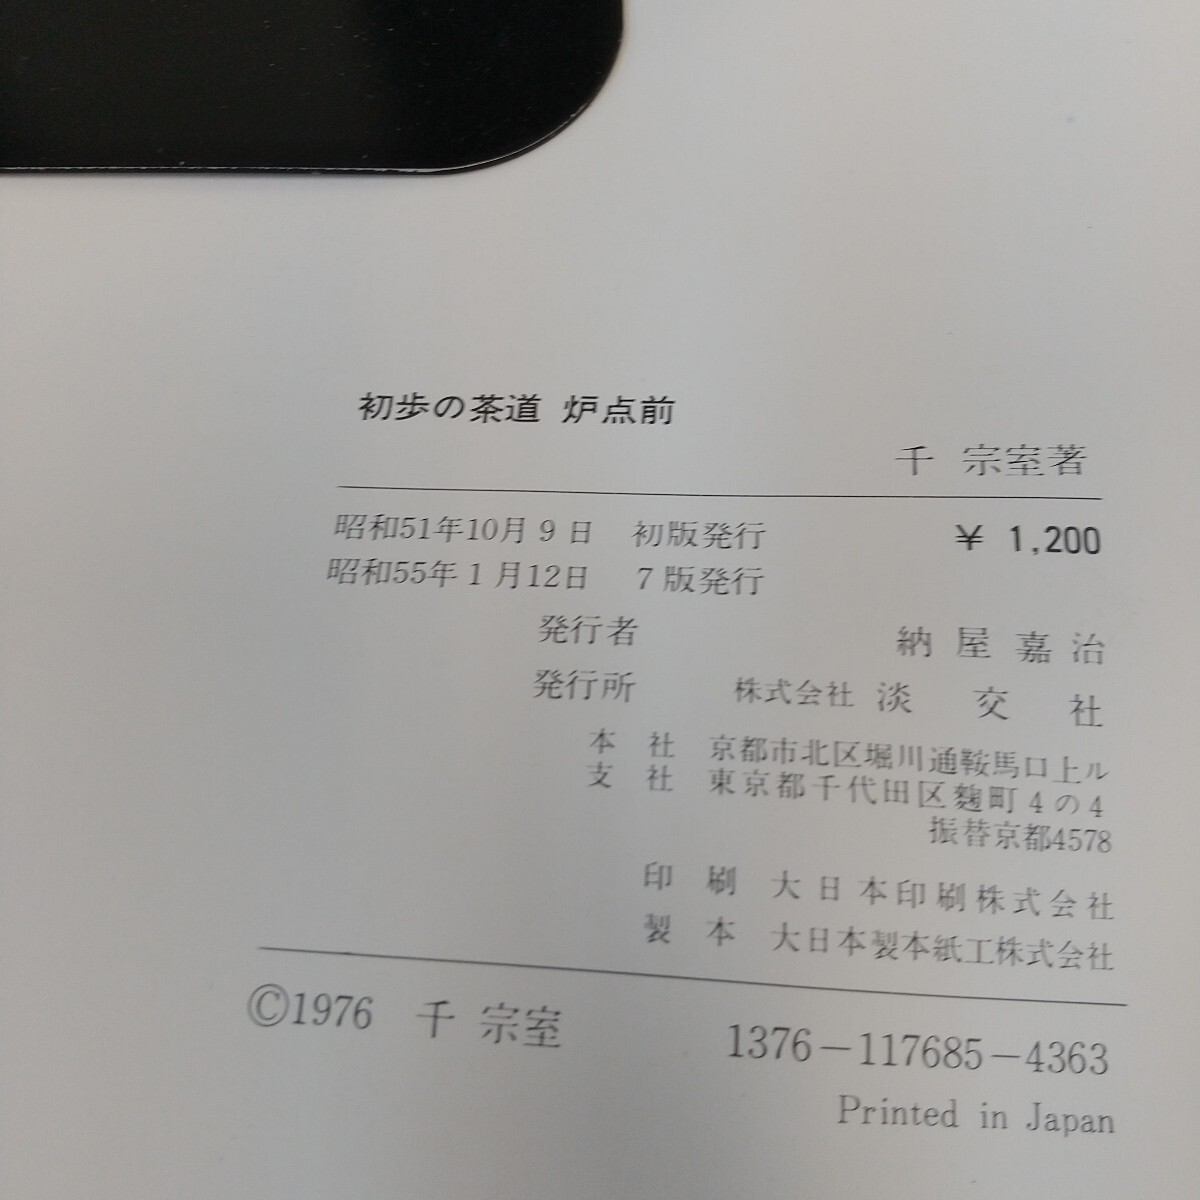 初歩の茶道 炉点前
千 宗室著
昭和51年10月9日 初版発行 ¥ 1,200
昭和55年1月12日 7版発行
発行者 納屋嘉治
発行所 株式会社 淡交社
本社 京都市北区堀川通鞍馬口上ル
支社 東京都千代田区麴町4の4
振替京都4578
印刷 大日本印刷株式会社
製本 大日本製本紙工株式会社
©1976 千 宗室 1376-117685-4363
Printed in Japan